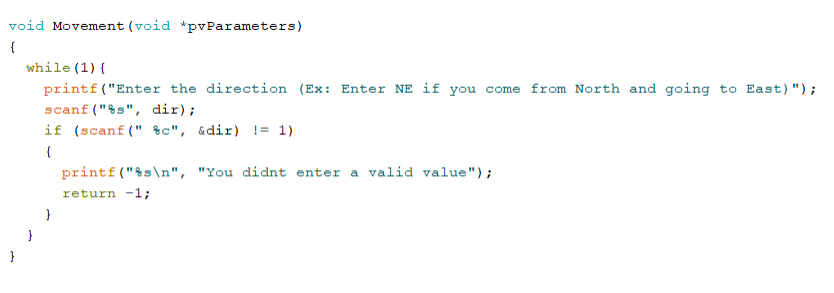 void Movement(void *pvParameters)
{
  while(1){
    printf("Enter the direction (Ex: Enter NE if you come from North and going to East)");
    scanf("%s", dir);
    if (scanf(" %c", &dir) != 1)
    {
      printf("%s\n", "You didnt enter a valid value");
      return -1;
    }
  }
}